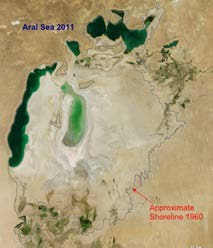 Aral Sea 2011
Approximate
Shoreline 1960